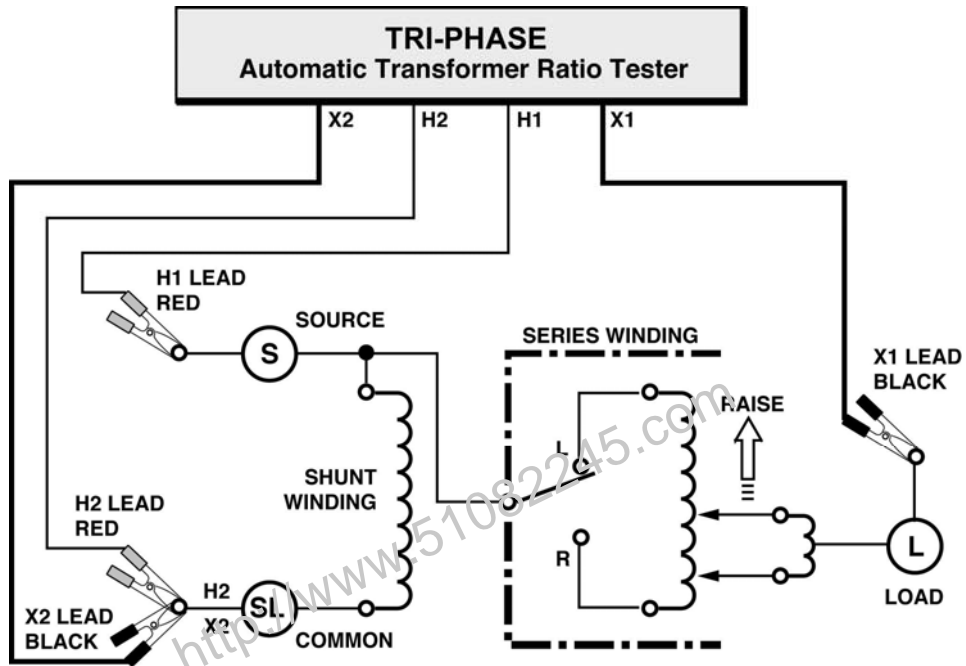 TRI-PHASE
Automatic Transformer Ratio Tester
X2
H2
H1
X1
H1 LEAD
RED
SOURCE
S
SERIES WINDING
X1 LEAD
BLACK
RAISE
L
SHUNT
WINDING
H2 LEAD
RED
R
L
LOAD
H2
X2
SL
X2 LEAD
BLACK
COMMON
http://www.51082245.com